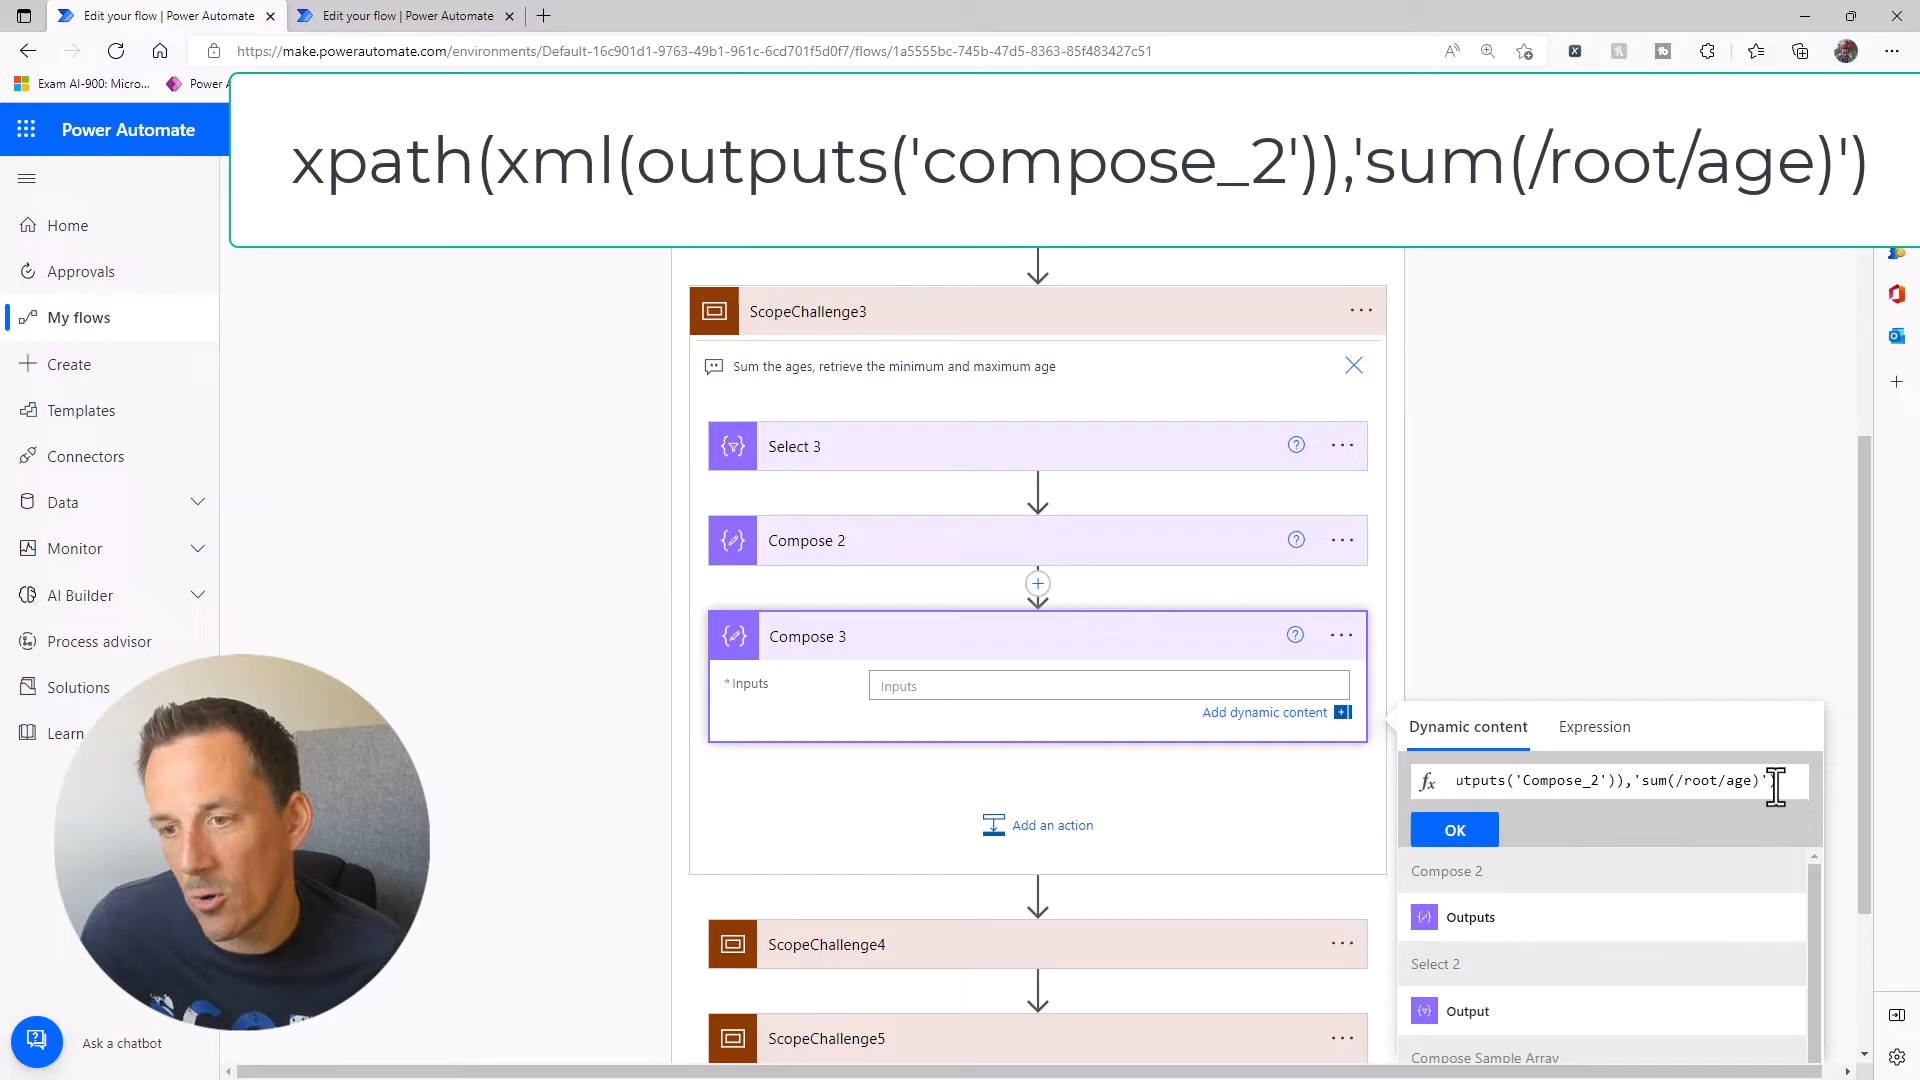 Edit your flow | Power Automate
Edit your flow | Power Automate
https://make.powerautomate.com/environments/Default-16c901d1-9763-49b1-961c-6cd701f5d0f7/flows/1a5555bc-745b-47d5-8363-85f483427c51
Exam AI-900: Micro...
Power A
Power Automate
xpath(xml(outputs('compose_2')),'sum(/root/age)')
Home
Approvals
My flows
Create
Templates
Connectors
Data
Monitor
AI Builder
Process advisor
Solutions
Learn
Ask a chatbot
ScopeChallenge3
Sum the ages, retrieve the minimum and maximum age
Select 3
Compose 2
Compose 3
* Inputs
Inputs
Add dynamic content
Add an action
ScopeChallenge4
ScopeChallenge5
Dynamic content
Expression
fx
utputs('Compose_2')),'sum(/root/age)')
OK
Compose 2
Outputs
Select 2
Output
Compose Sample Array